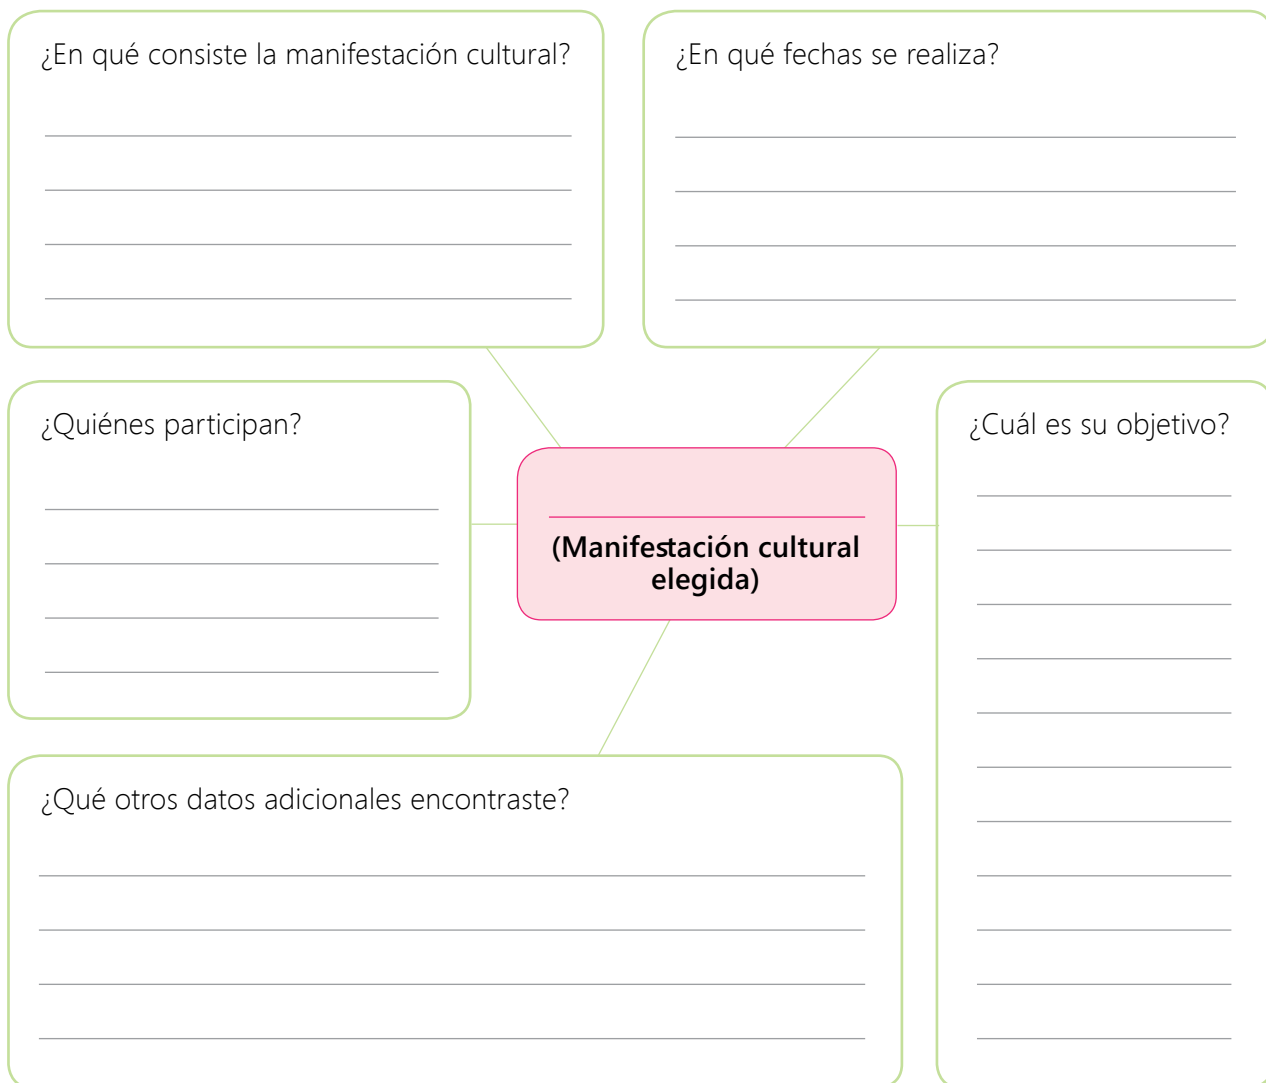 ¿En qué consiste la manifestación cultural?
¿En qué fechas se realiza?
¿Quiénes participan?
¿Cuál es su objetivo?
(Manifestación cultural
elegida)
¿Qué otros datos adicionales encontraste?